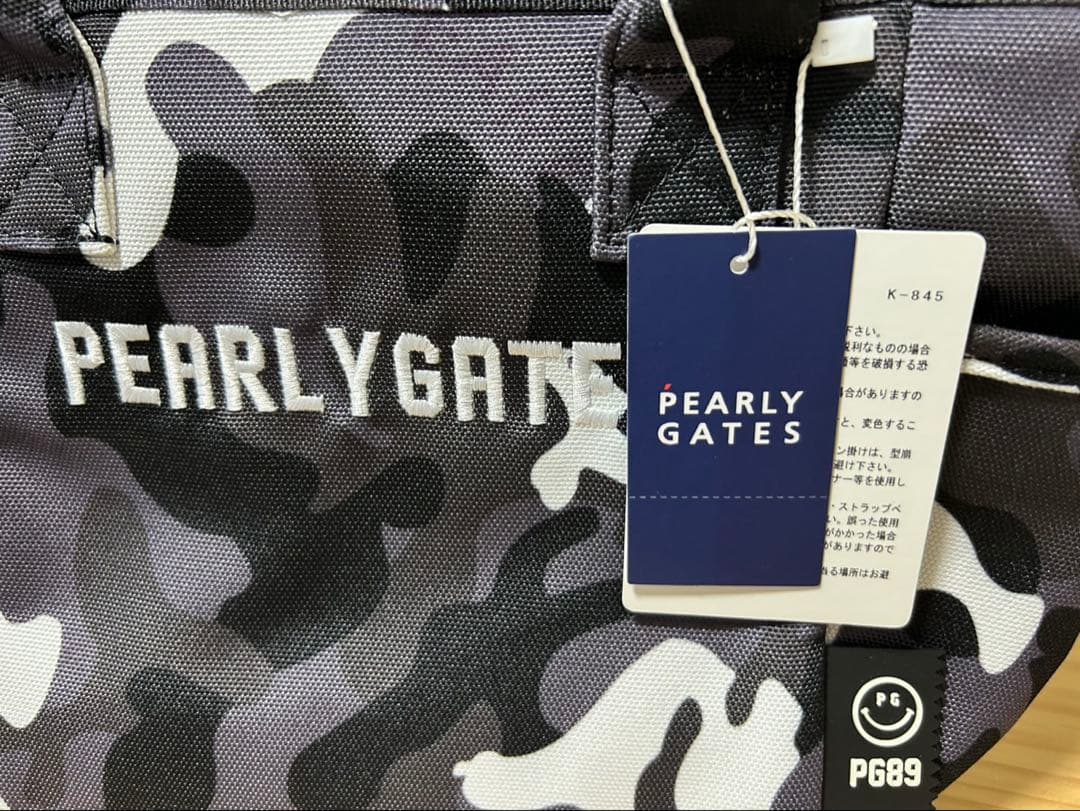 PEARLYGATE
PEARLY
GATES
K-845
下さい。
鋭利なものの場合
等を破損する恐
場合がありますの
と、変色するこ
ン掛けは、型崩
避け下さい。
ナー等を使用し
・ストラップベ
い。誤った使用
がかかった場合
がありますので
当る場所はお避
PG
PG89